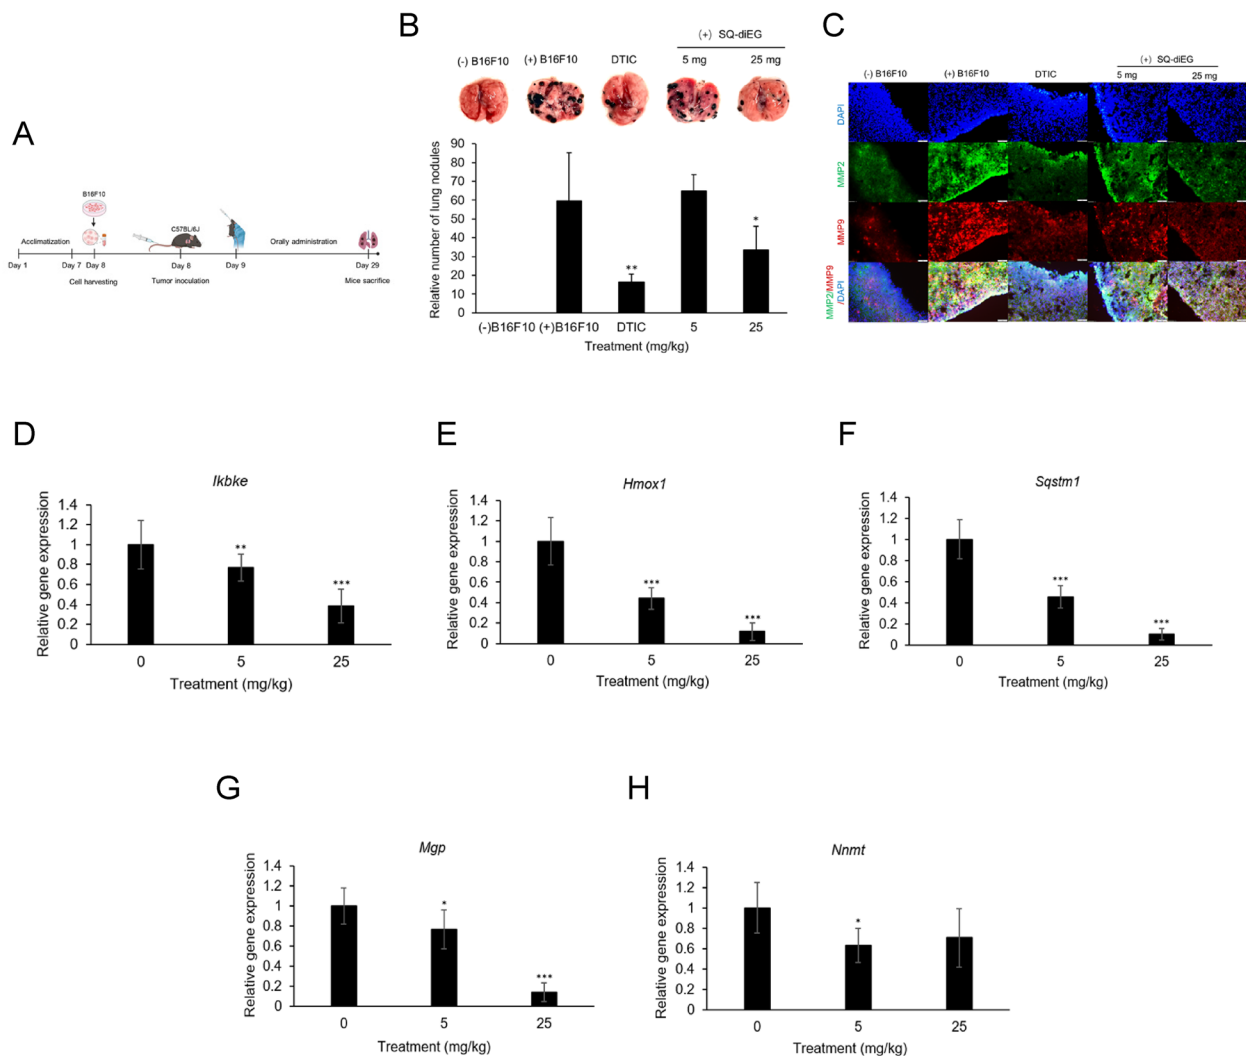 A
B16F10
C57BL/6J
Acclimatization
Orally administration
Day 1
Day 7
Day 8
Day 8
Day 9
Day 29
Cell harvesting
Tumor inoculation
Mice sacrifice
B
(+) SQ-diEG
(-) B16F10
(+) B16F10
DTIC
5 mg
25 mg
Relative number of lung nodules
90
80
70
60
50
40
30
20
10
0
**
*
(-)B16F10
(+)B16F10
DTIC
5
25
Treatment (mg/kg)
C
(+) SQ-diEG
(-) B16F10
(+) B16F10
DTIC
5 mg
25 mg
DAPI
MMP2
MMP9
MMP2/MMP9
/DAPI
D
Ikbke
Relative gene expression
1.4
1.2
1
0.8
0.6
0.4
0.2
0
**
***
0
5
25
Treatment (mg/kg)
E
Hmox1
Relative gene expression
1.4
1.2
1
0.8
0.6
0.4
0.2
0
***
***
0
5
25
Treatment (mg/kg)
F
Sqstm1
Relative gene expression
1.4
1.2
1
0.8
0.6
0.4
0.2
0
***
***
0
5
25
Treatment (mg/kg)
G
Mgp
Relative gene expression
1.4
1.2
1
0.8
0.6
0.4
0.2
0
*
***
0
5
25
Treatment (mg/kg)
H
Nnmt
Relative gene expression
1.4
1.2
1
0.8
0.6
0.4
0.2
0
*
0
5
25
Treatment (mg/kg)